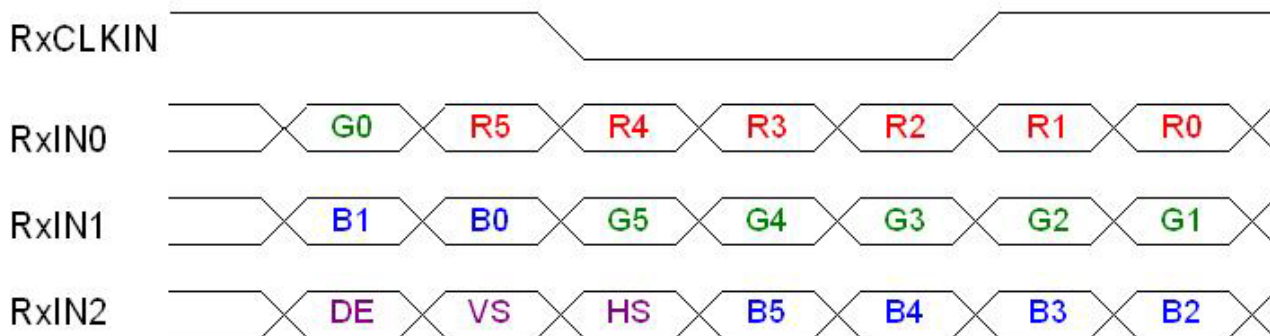 RxCLKIN
RxIN0 G0 R5 R4 R3 R2 R1 R0
RxIN1 B1 B0 G5 G4 G3 G2 G1
RxIN2 DE VS HS B5 B4 B3 B2